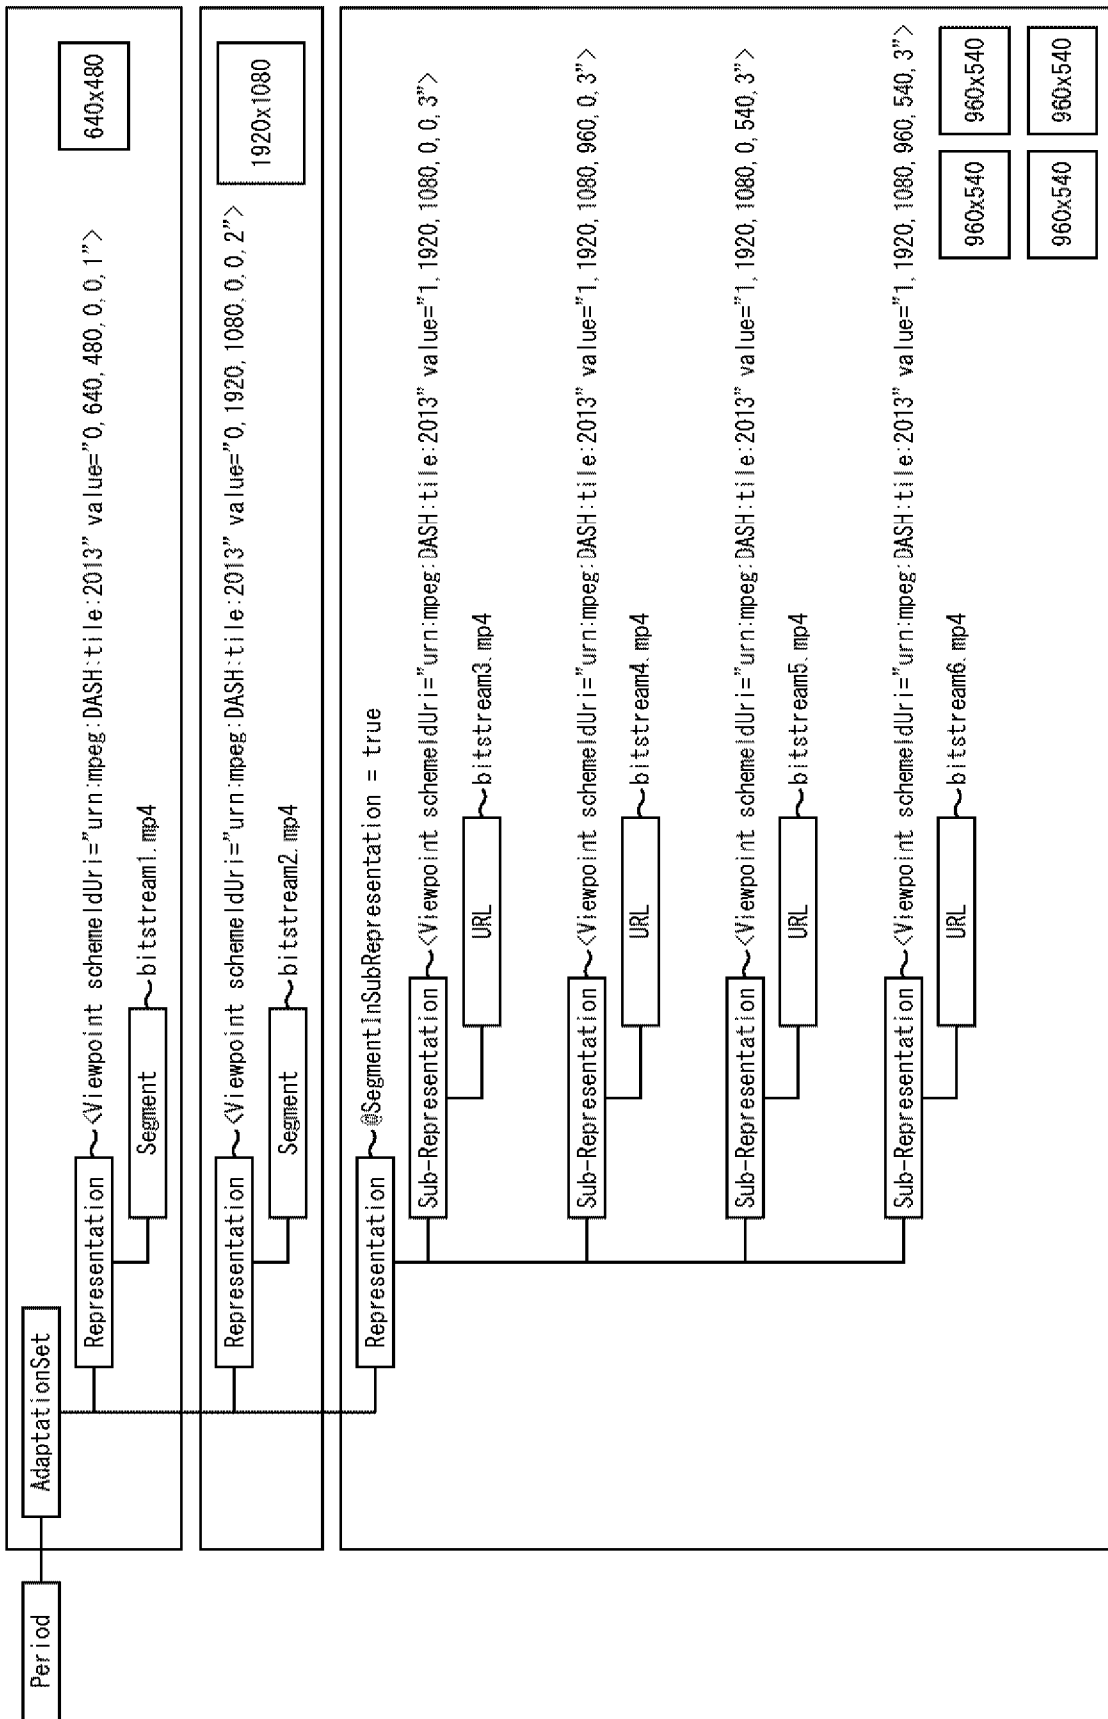 Period
AdaptationSet
Representation
<Viewpoint schemeIdUri="urn:mpeg:DASH:tile:2013" value="0, 640, 480, 0, 0, 1">
Segment
bitstream1.mp4
640x480
Representation
<Viewpoint schemeIdUri="urn:mpeg:DASH:tile:2013" value="0, 1920, 1080, 0, 0, 2">
Segment
bitstream2.mp4
1920x1080
Representation
@SegmentInSubRepresentation = true
Sub-Representation
<Viewpoint schemeIdUri="urn:mpeg:DASH:tile:2013" value="1, 1920, 1080, 0, 0, 3">
URL
bitstream3.mp4
Sub-Representation
<Viewpoint schemeIdUri="urn:mpeg:DASH:tile:2013" value="1, 1920, 1080, 960, 0, 3">
URL
bitstream4.mp4
Sub-Representation
<Viewpoint schemeIdUri="urn:mpeg:DASH:tile:2013" value="1, 1920, 1080, 0, 540, 3">
URL
bitstream5.mp4
Sub-Representation
<Viewpoint schemeIdUri="urn:mpeg:DASH:tile:2013" value="1, 1920, 1080, 960, 540, 3">
URL
bitstream6.mp4
960x540
960x540
960x540
960x540